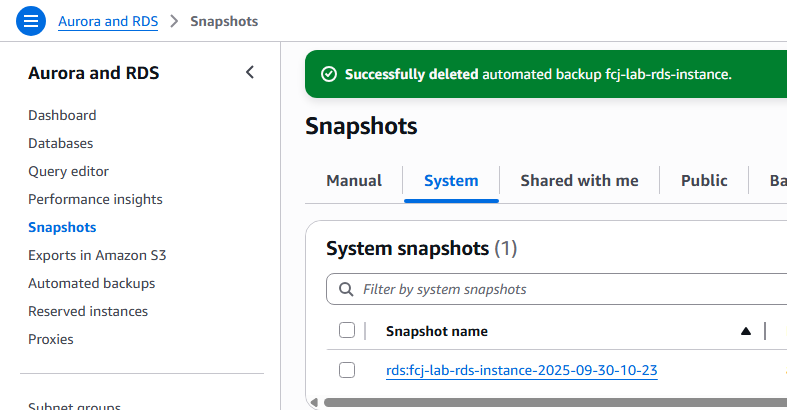 Aurora and RDS > Snapshots
Aurora and RDS
Dashboard
Databases
Query editor
Performance insights
Snapshots
Exports in Amazon S3
Automated backups
Reserved instances
Proxies
Subnet groups
Successfully deleted automated backup fcj-lab-rds-instance.
Snapshots
Manual System Shared with me Public Ba
System snapshots (1)
Filter by system snapshots
Snapshot name
rds:fcj-lab-rds-instance-2025-09-30-10-23